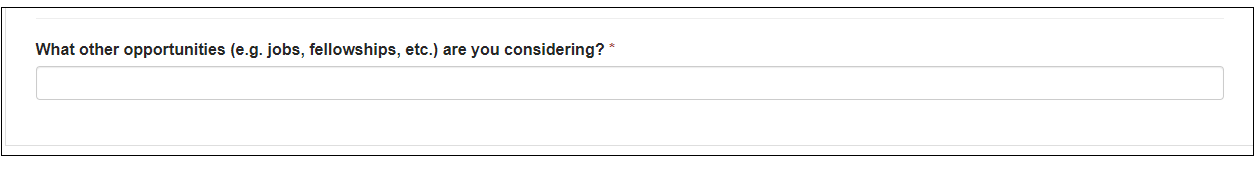 What other opportunities (e.g. jobs, fellowships, etc.) are you considering? *